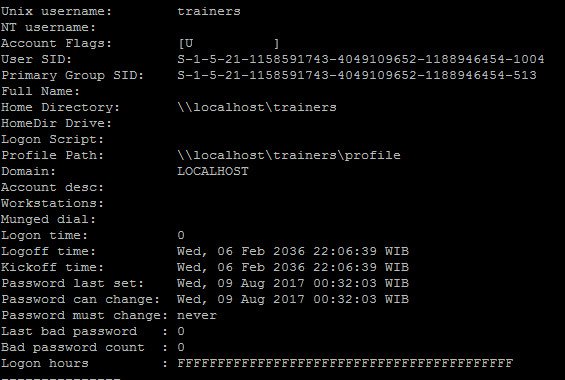 Unix username: trainers
NT username:
Account Flags: [U ]
User SID: S-1-5-21-1158591743-4049109652-1188946454-1004
Primary Group SID: S-1-5-21-1158591743-4049109652-1188946454-513
Full Name:
Home Directory: \\localhost\trainers
HomeDir Drive:
Logon Script:
Profile Path: \\localhost\trainers\profile
Domain: LOCALHOST
Account desc:
Workstations:
Munged dial:
Logon time: 0
Logoff time: Wed, 06 Feb 2036 22:06:39 WIB
Kickoff time: Wed, 06 Feb 2036 22:06:39 WIB
Password last set: Wed, 09 Aug 2017 00:32:03 WIB
Password can change: Wed, 09 Aug 2017 00:32:03 WIB
Password must change: never
Last bad password : 0
Bad password count : 0
Logon hours : FFFFFFFFFFFFFFFFFFFFFFFFFFFFFFFFFFFFFFFFFF